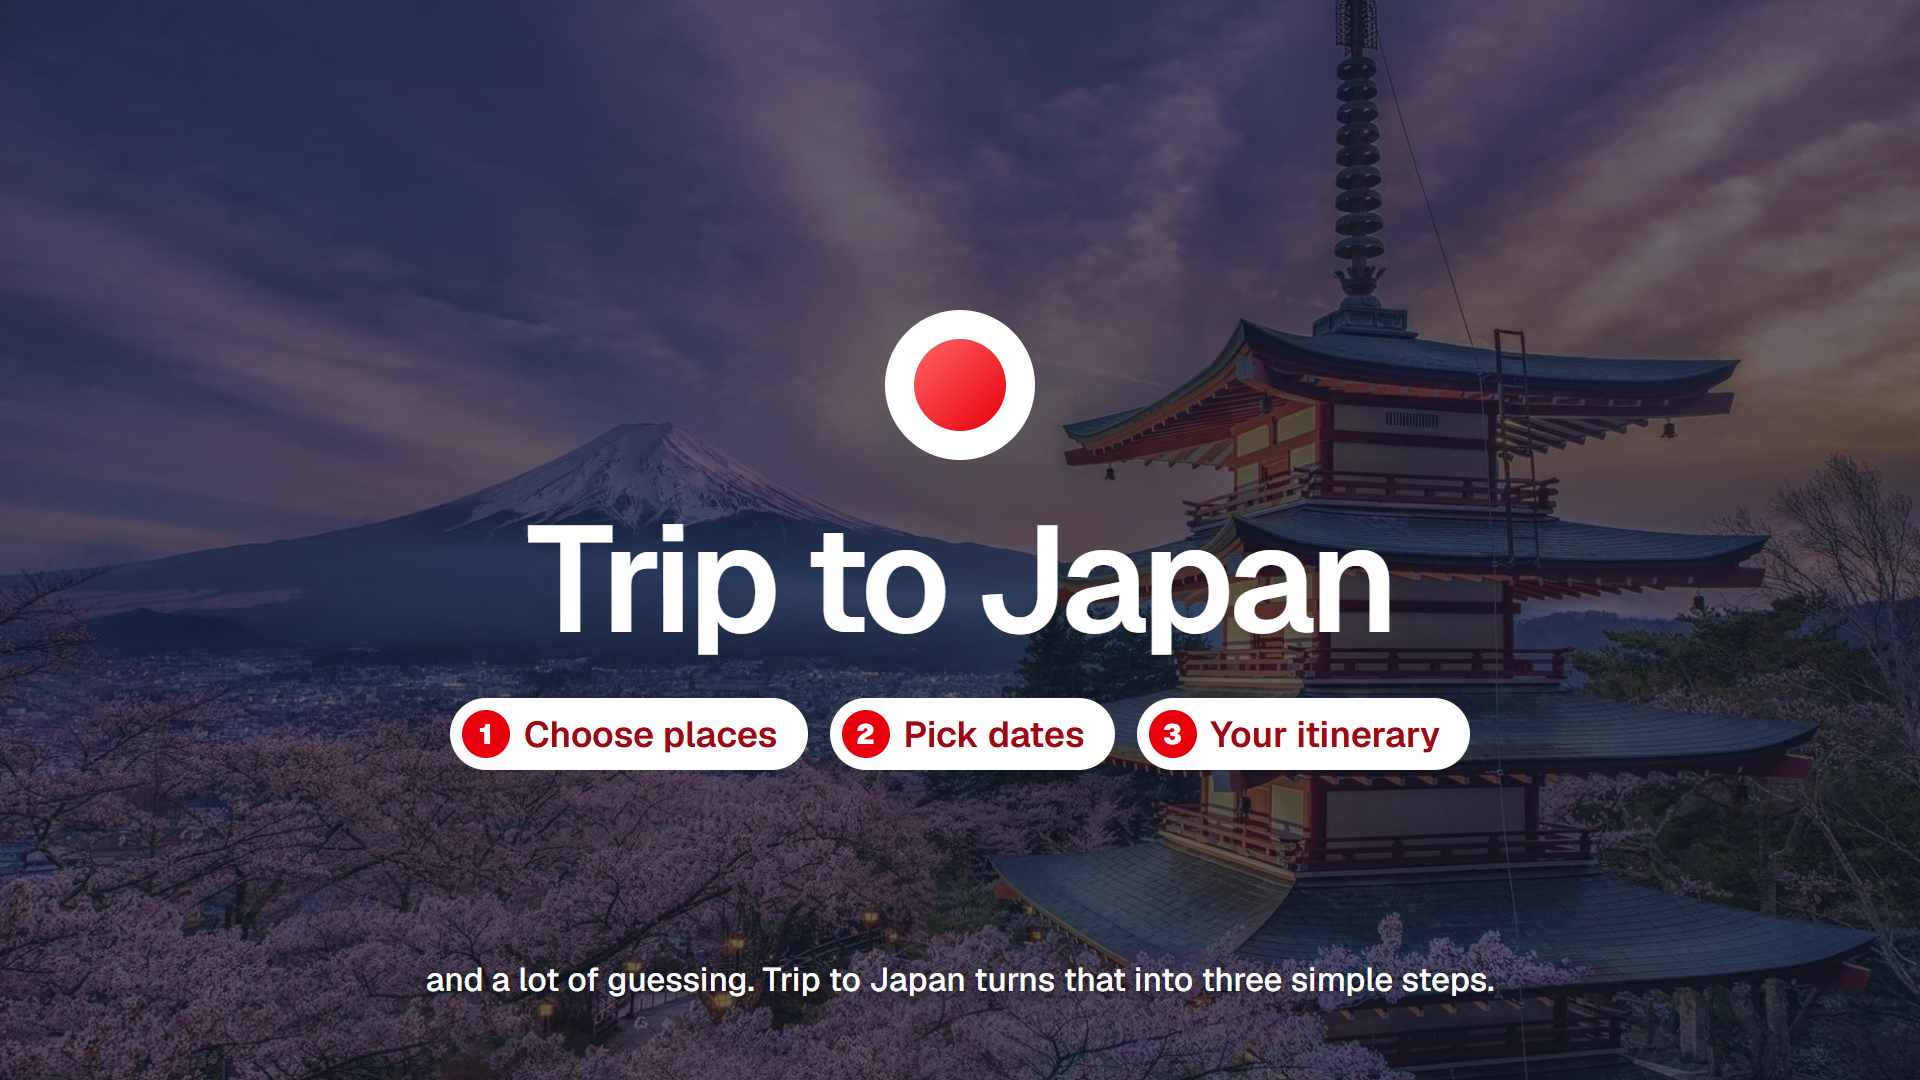 Trip to Japan
1 Choose places
2 Pick dates
3 Your itinerary
and a lot of guessing. Trip to Japan turns that into three simple steps.